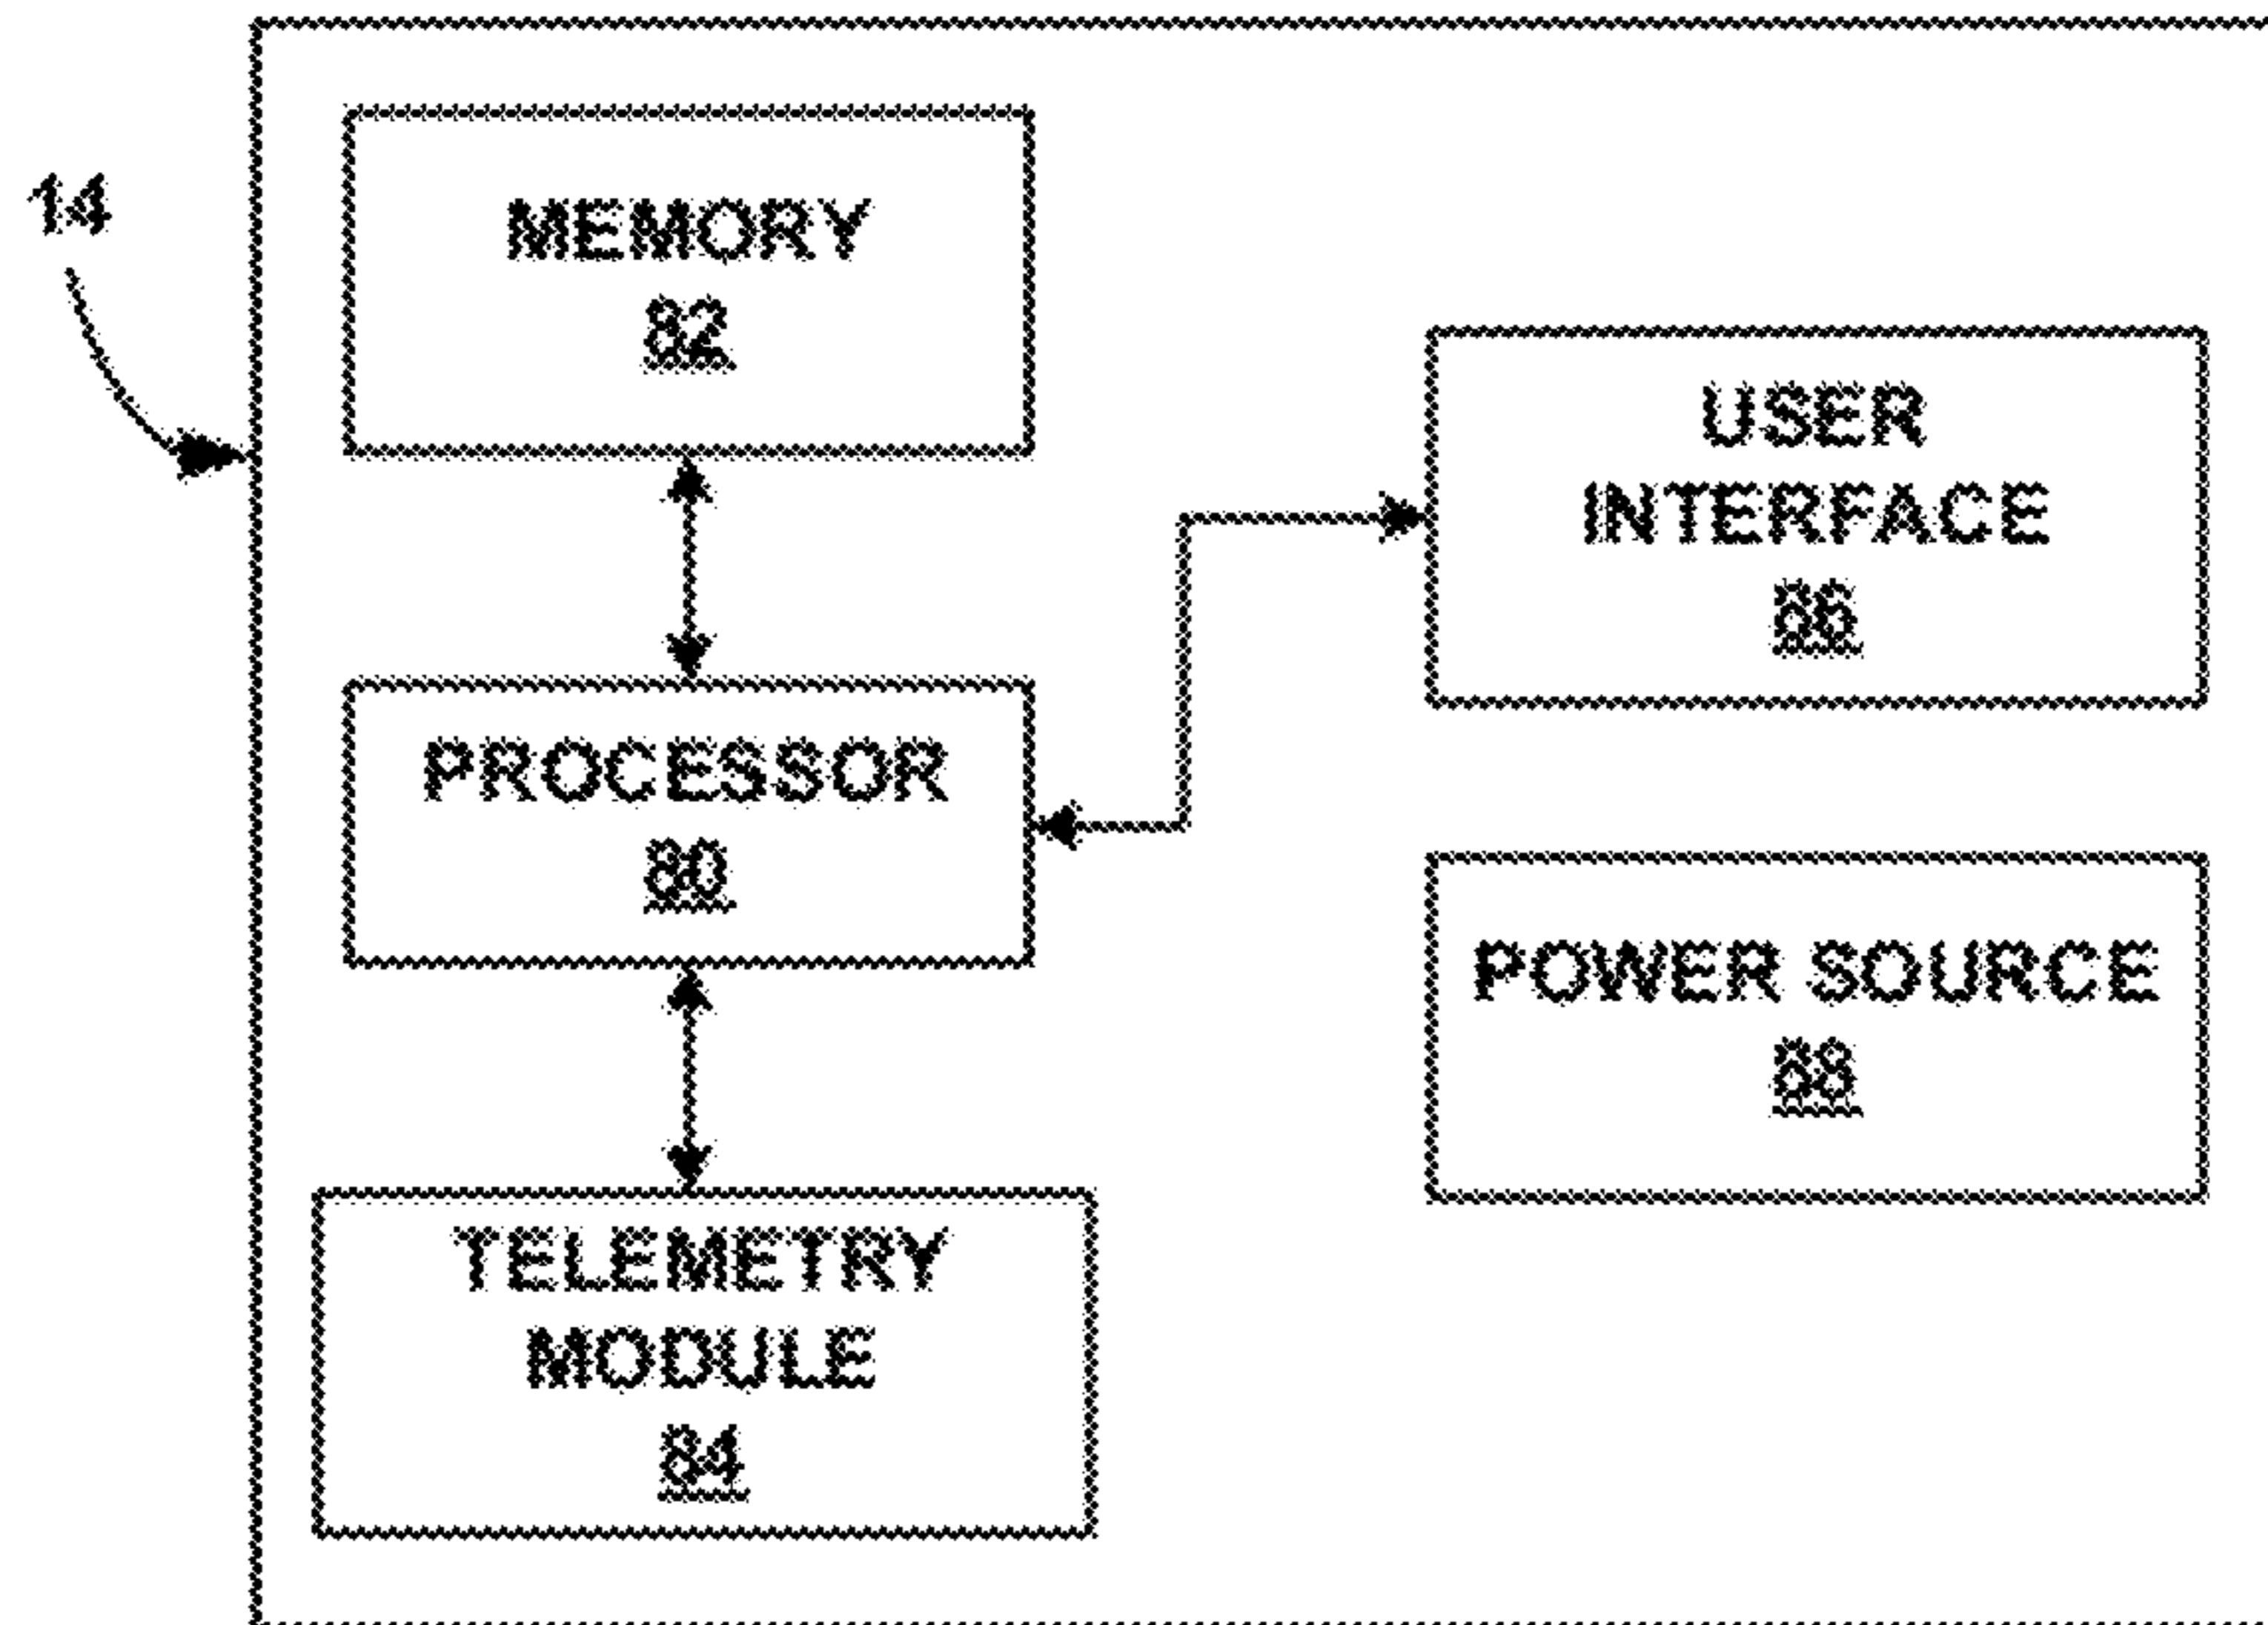 14
MEMORY
82
USER
INTERFACE
86
PROCESSOR
80
POWER SOURCE
88
TELEMETRY
MODULE
84